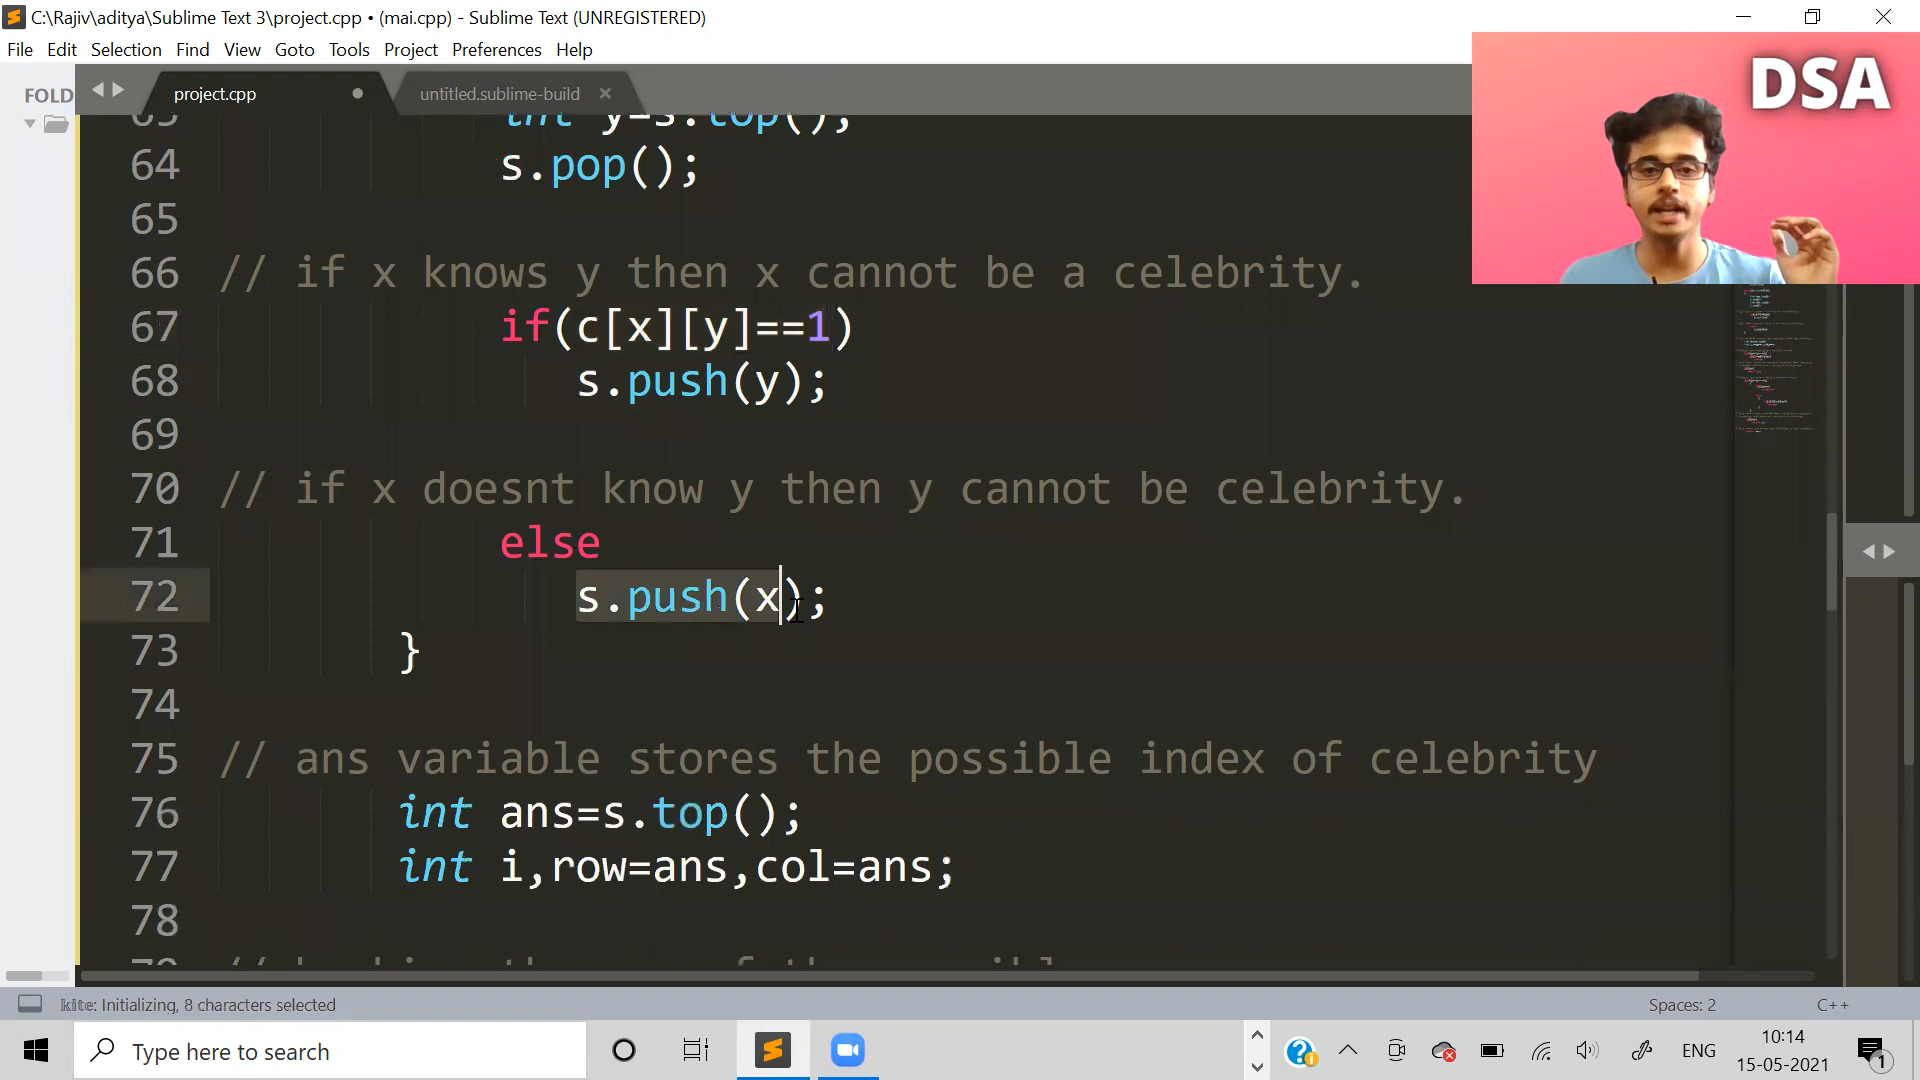 C:\Rajiv\aditya\Sublime Text 3\project.cpp • (mai.cpp) - Sublime Text (UNREGISTERED)
File Edit Selection Find View Goto Tools Project Preferences Help
DSA
FOLD
project.cpp
untitled.sublime-build
int y=s.top();
64 s.pop();
65
66 // if x knows y then x cannot be a celebrity.
67 if(c[x][y]==1)
68 s.push(y);
69
70 // if x doesnt know y then y cannot be celebrity.
71 else
72 s.push(x);
73 }
74
75 // ans variable stores the possible index of celebrity
76 int ans=s.top();
77 int i,row=ans,col=ans;
78
kite: Initializing, 8 characters selected
Spaces: 2
C++
Type here to search
ENG
10:14
15-05-2021
1